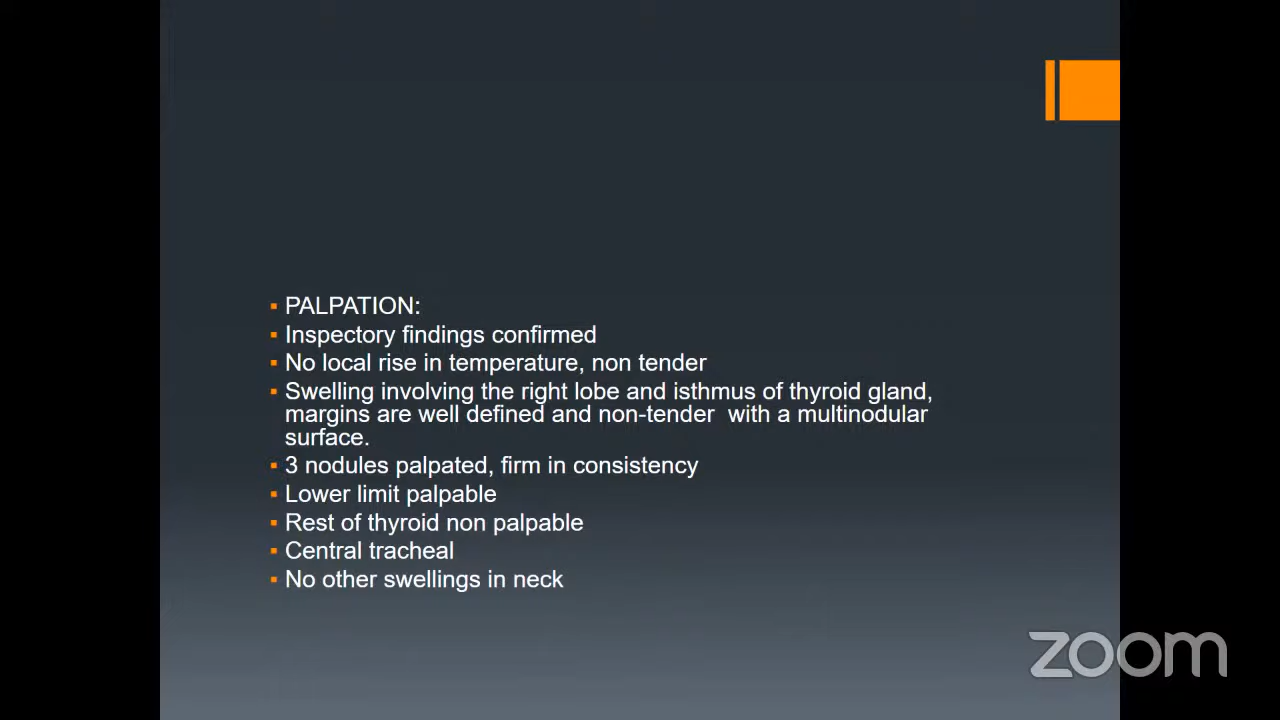 PALPATION:
Inspectory findings confirmed
No local rise in temperature, non tender
Swelling involving the right lobe and isthmus of thyroid gland,
margins are well defined and non-tender  with a multinodular
surface.
3 nodules palpated, firm in consistency
Lower limit palpable
Rest of thyroid non palpable
Central tracheal
No other swellings in neck
zoom